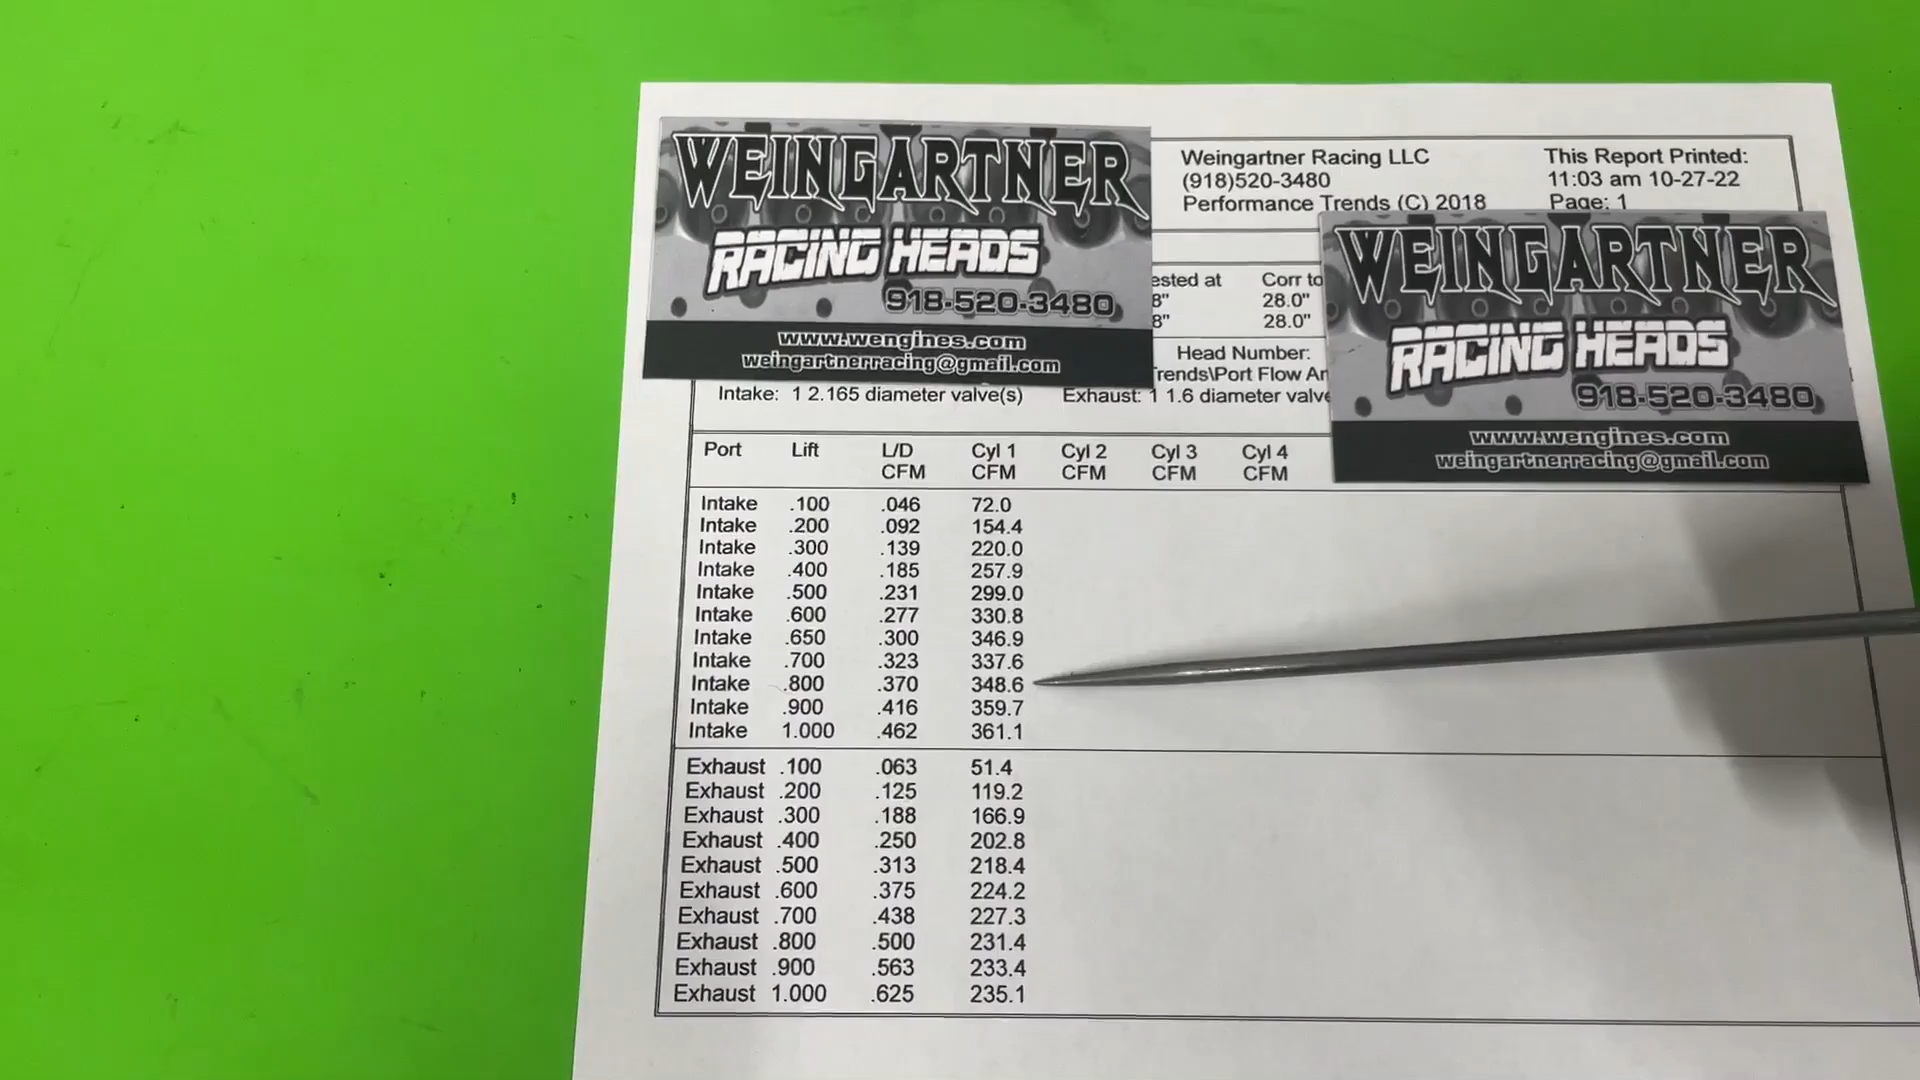 WEINGARTNER
RACING HEADS
918-520-3480
www.wengines.com
weingartnerracing@gmail.com
Weingartner Racing LLC
(918)520-3480
Performance Trends (C) 2018
This Report Printed:
11:03 am 10-27-22
Page: 1
WEINGARTNER
RACING HEADS
918-520-3480
www.wengines.com
weingartnerracing@gmail.com
Corr to
28.0"
28.0"
Head Number:
Intake: 1 2.165 diameter valve(s) Exhaust: 1 1.6 diameter
Port Lift L/D Cyl 1 Cyl 2 Cyl 3 Cyl 4
CFM CFM CFM CFM CFM
Intake .100 .046 72.0
Intake .200 .092 154.4
Intake .300 .139 220.0
Intake .400 .185 257.9
Intake .500 .231 299.0
Intake .600 .277 330.8
Intake .650 .300 346.9
Intake .700 .323 337.6
Intake .800 .370 348.6
Intake .900 .416 359.7
Intake 1.000 .462 361.1
Exhaust .100 .063 51.4
Exhaust .200 .125 119.2
Exhaust .300 .188 166.9
Exhaust .400 .250 202.8
Exhaust .500 .313 218.4
Exhaust .600 .375 224.2
Exhaust .700 .438 227.3
Exhaust .800 .500 231.4
Exhaust .900 .563 233.4
Exhaust 1.000 .625 235.1